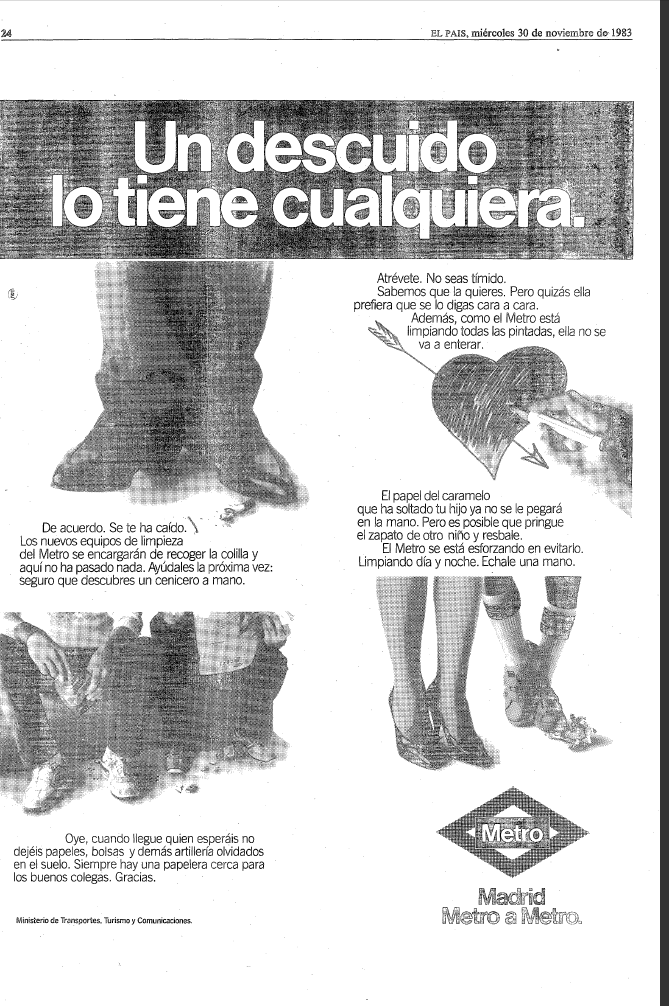 24
EL PAIS, miércoles 30 de noviembre de 1983
Un descuido
lo tiene cualquiera.
Atrévete. No seas tímido.
Sabemos que la quieres. Pero quizás ella
prefiera que se lo digas cara a cara.
Además, como el Metro está
limpiando todas las pintadas, ella no se
va a enterar.
De acuerdo. Se te ha caído.
Los nuevos equipos de limpieza
del Metro se encargarán de recoger la colilla y
aquí no ha pasado nada. Ayúdales la próxima vez:
seguro que descubres un cenicero a mano.
El papel del caramelo
que ha soltado tu hijo ya no se le pegará
en la mano. Pero es posible que pringue
el zapato de otro niño y resbale.
El Metro se está esforzando en evitarlo.
Limpiando día y noche. Echale una mano.
Oye, cuando llegue quien esperáis no
dejéis papeles, bolsas y demás artillería olvidados
en el suelo. Siempre hay una papelera cerca para
los buenos colegas. Gracias.
Ministerio de Transportes, Turismo y Comunicaciones.
Metro
Madrid
Metro a Metro.